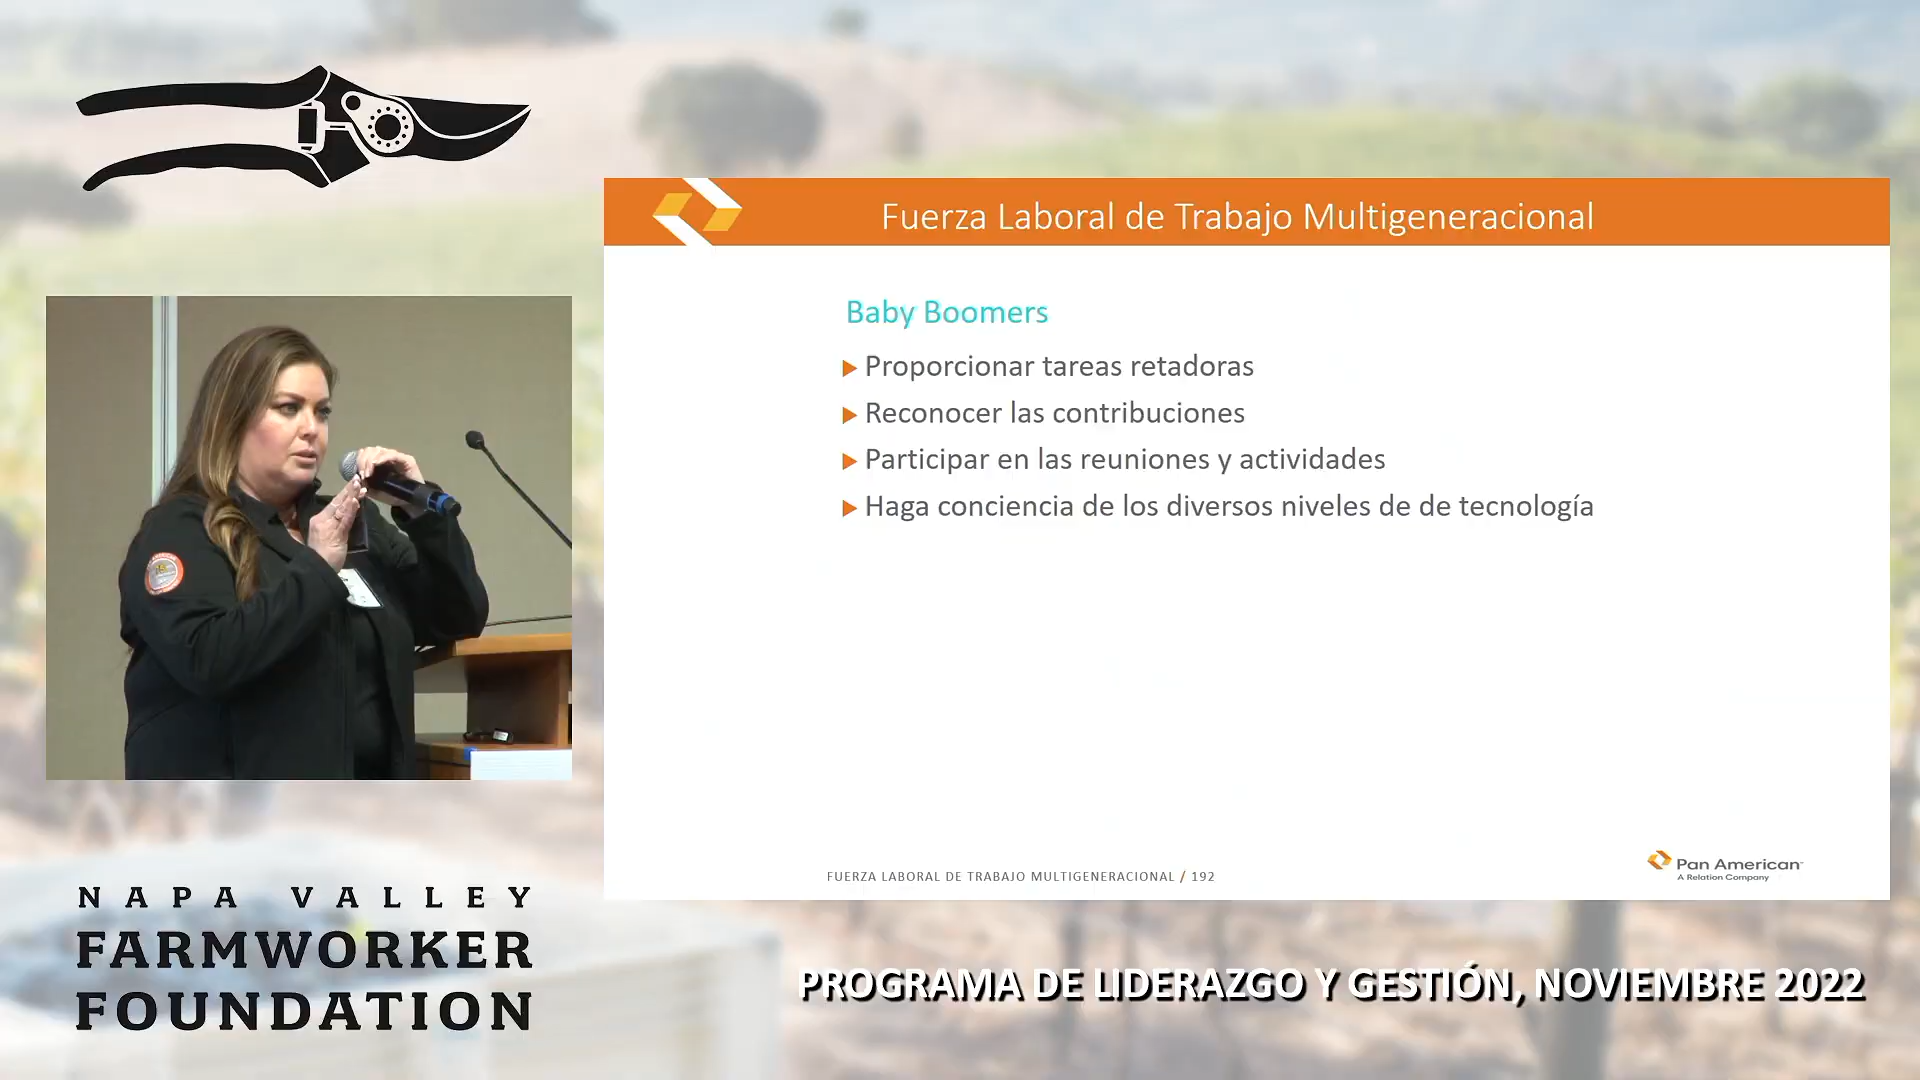 Fuerza Laboral de Trabajo Multigeneracional
Baby Boomers
Proporcionar tareas retadoras
Reconocer las contribuciones
Participar en las reuniones y actividades
Haga conciencia de los diversos niveles de de tecnología
FUERZA LABORAL DE TRABAJO MULTIGENERACIONAL / 192
Pan American
A Relation Company
NAPA VALLEY
FARMWORKER
FOUNDATION
PROGRAMA DE LIDERAZGO Y GESTIÓN, NOVIEMBRE 2022